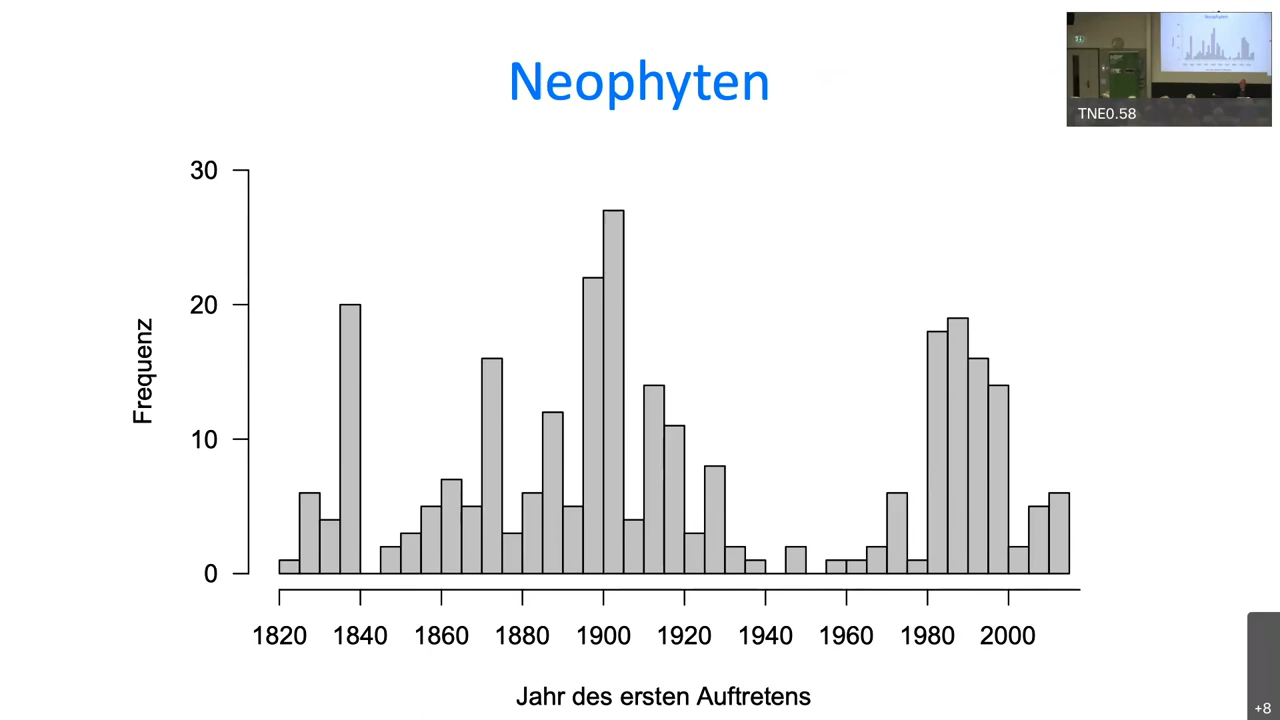 Neophyten
TNE0.58
30
20
10
0
Frequenz
1820 1840 1860 1880 1900 1920 1940 1960 1980 2000
Jahr des ersten Auftretens
+8